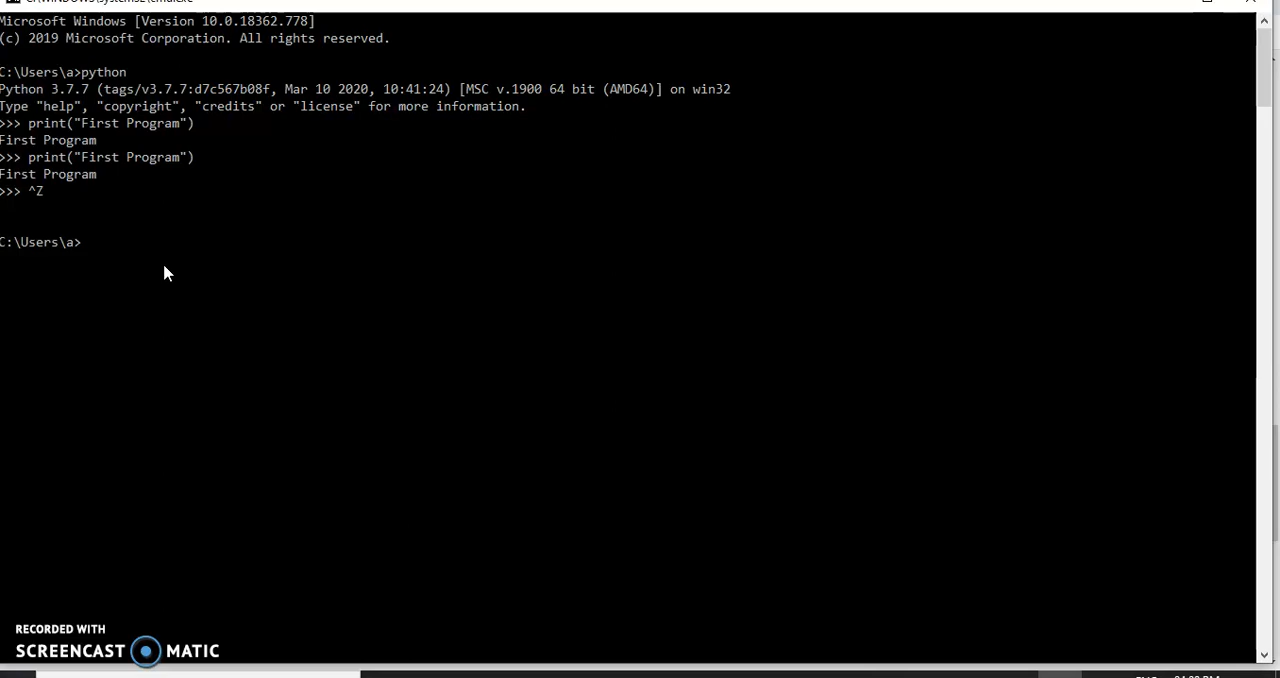 Microsoft Windows [Version 10.0.18362.778]
(c) 2019 Microsoft Corporation. All rights reserved.
C:\Users\a>python
Python 3.7.7 (tags/v3.7.7:d7c567b08f, Mar 10 2020, 10:41:24) [MSC v.1900 64 bit (AMD64)] on win32
Type "help", "copyright", "credits" or "license" for more information.
>>> print("First Program")
First Program
>>> print("First Program")
First Program
>>> ^Z
C:\Users\a>
RECORDED WITH
SCREENCAST MATIC